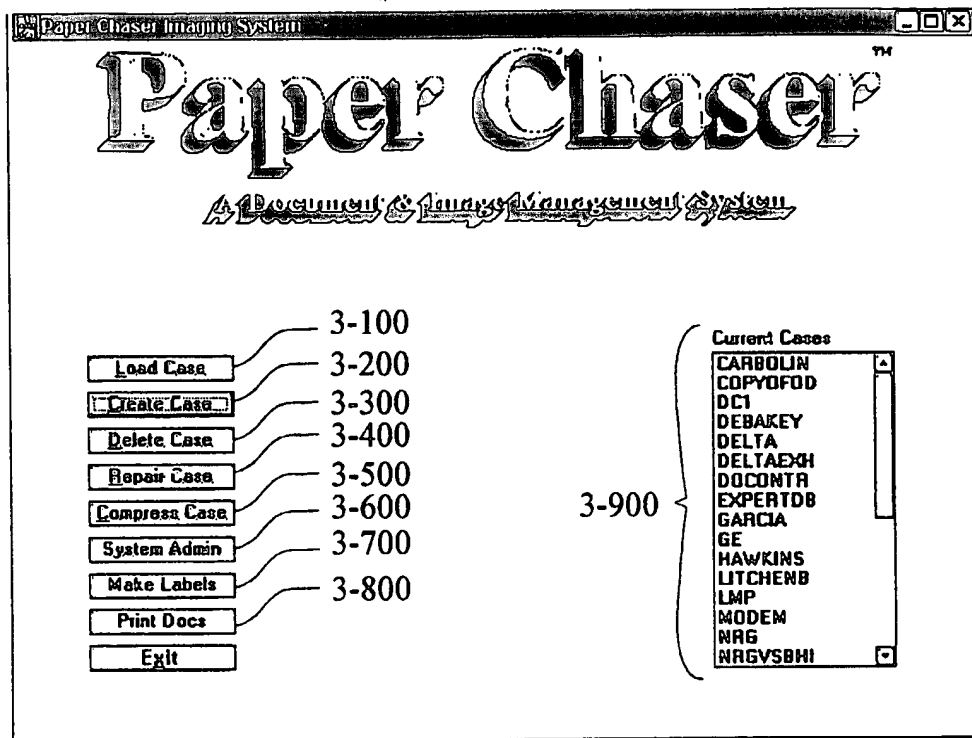 Paper Chaser Imaging System
Paper Chaser™
A Document & Image Management System
3-100
Load Case
3-200
Create Case
3-300
Delete Case
3-400
Repair Case
3-500
Compress Case
3-600
System Admin
3-700
Make Labels
3-800
Print Docs
Exit
3-900
Current Cases
CARBOLIN
COPYOFOD
DC1
DEBAKEY
DELTA
DELTAEXH
DOCONTR
EXPERTDB
GARCIA
GE
HAWKINS
LITCHENB
LMP
MODEM
NRG
NRGVSBHI